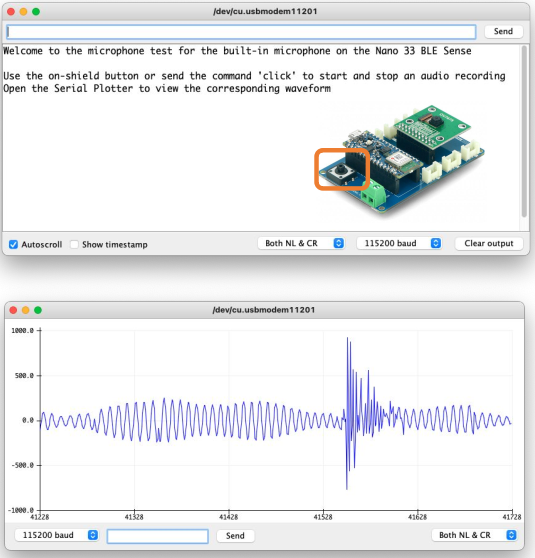 /dev/cu.usbmodem11201
Send
Welcome to the microphone test for the built-in microphone on the Nano 33 BLE Sense
Use the on-shield button or send the command 'click' to start and stop an audio recording
Open the Serial Plotter to view the corresponding waveform
Autoscroll Show timestamp Both NL & CR 115200 baud Clear output
/dev/cu.usbmodem11201
1000.0
500.0
0.0
-500.0
-1000.0
41228 41328 41428 41528 41628 41728
115200 baud Send Both NL & CR